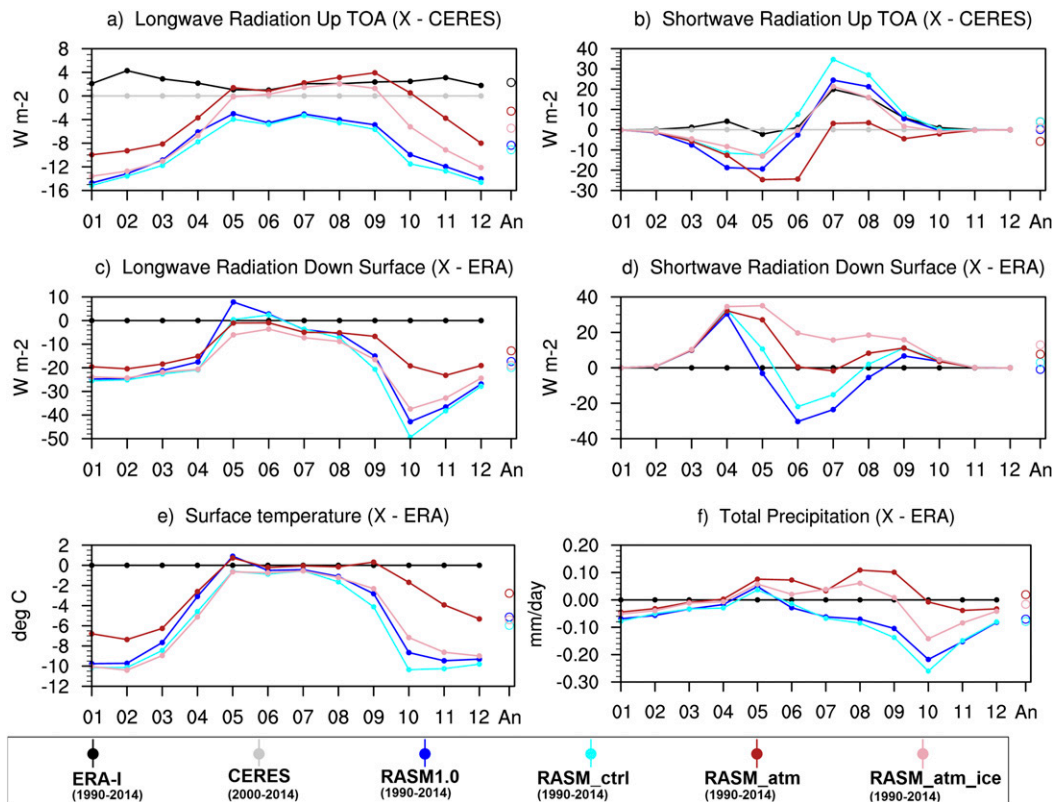 a) Longwave Radiation Up TOA (X - CERES)
W m-2
8
4
0
-4
-8
-12
-16
01 02 03 04 05 06 07 08 09 10 11 12 An
b) Shortwave Radiation Up TOA (X - CERES)
W m-2
40
30
20
10
0
-10
-20
-30
01 02 03 04 05 06 07 08 09 10 11 12 An
c) Longwave Radiation Down Surface (X - ERA)
W m-2
10
0
-10
-20
-30
-40
-50
01 02 03 04 05 06 07 08 09 10 11 12 An
d) Shortwave Radiation Down Surface (X - ERA)
W m-2
40
20
0
-20
-40
01 02 03 04 05 06 07 08 09 10 11 12 An
e) Surface temperature (X - ERA)
deg C
2
0
-2
-4
-6
-8
-10
-12
01 02 03 04 05 06 07 08 09 10 11 12 An
f) Total Precipitation (X - ERA)
mm/day
0.20
0.10
0.00
-0.10
-0.20
-0.30
01 02 03 04 05 06 07 08 09 10 11 12 An
ERA-I CERES RASM1.0 RASM_ctrl RASM_atm RASM_atm_ice
(1990-2014) (2000-2014) (1990-2014) (1990-2014) (1990-2014) (1990-2014)